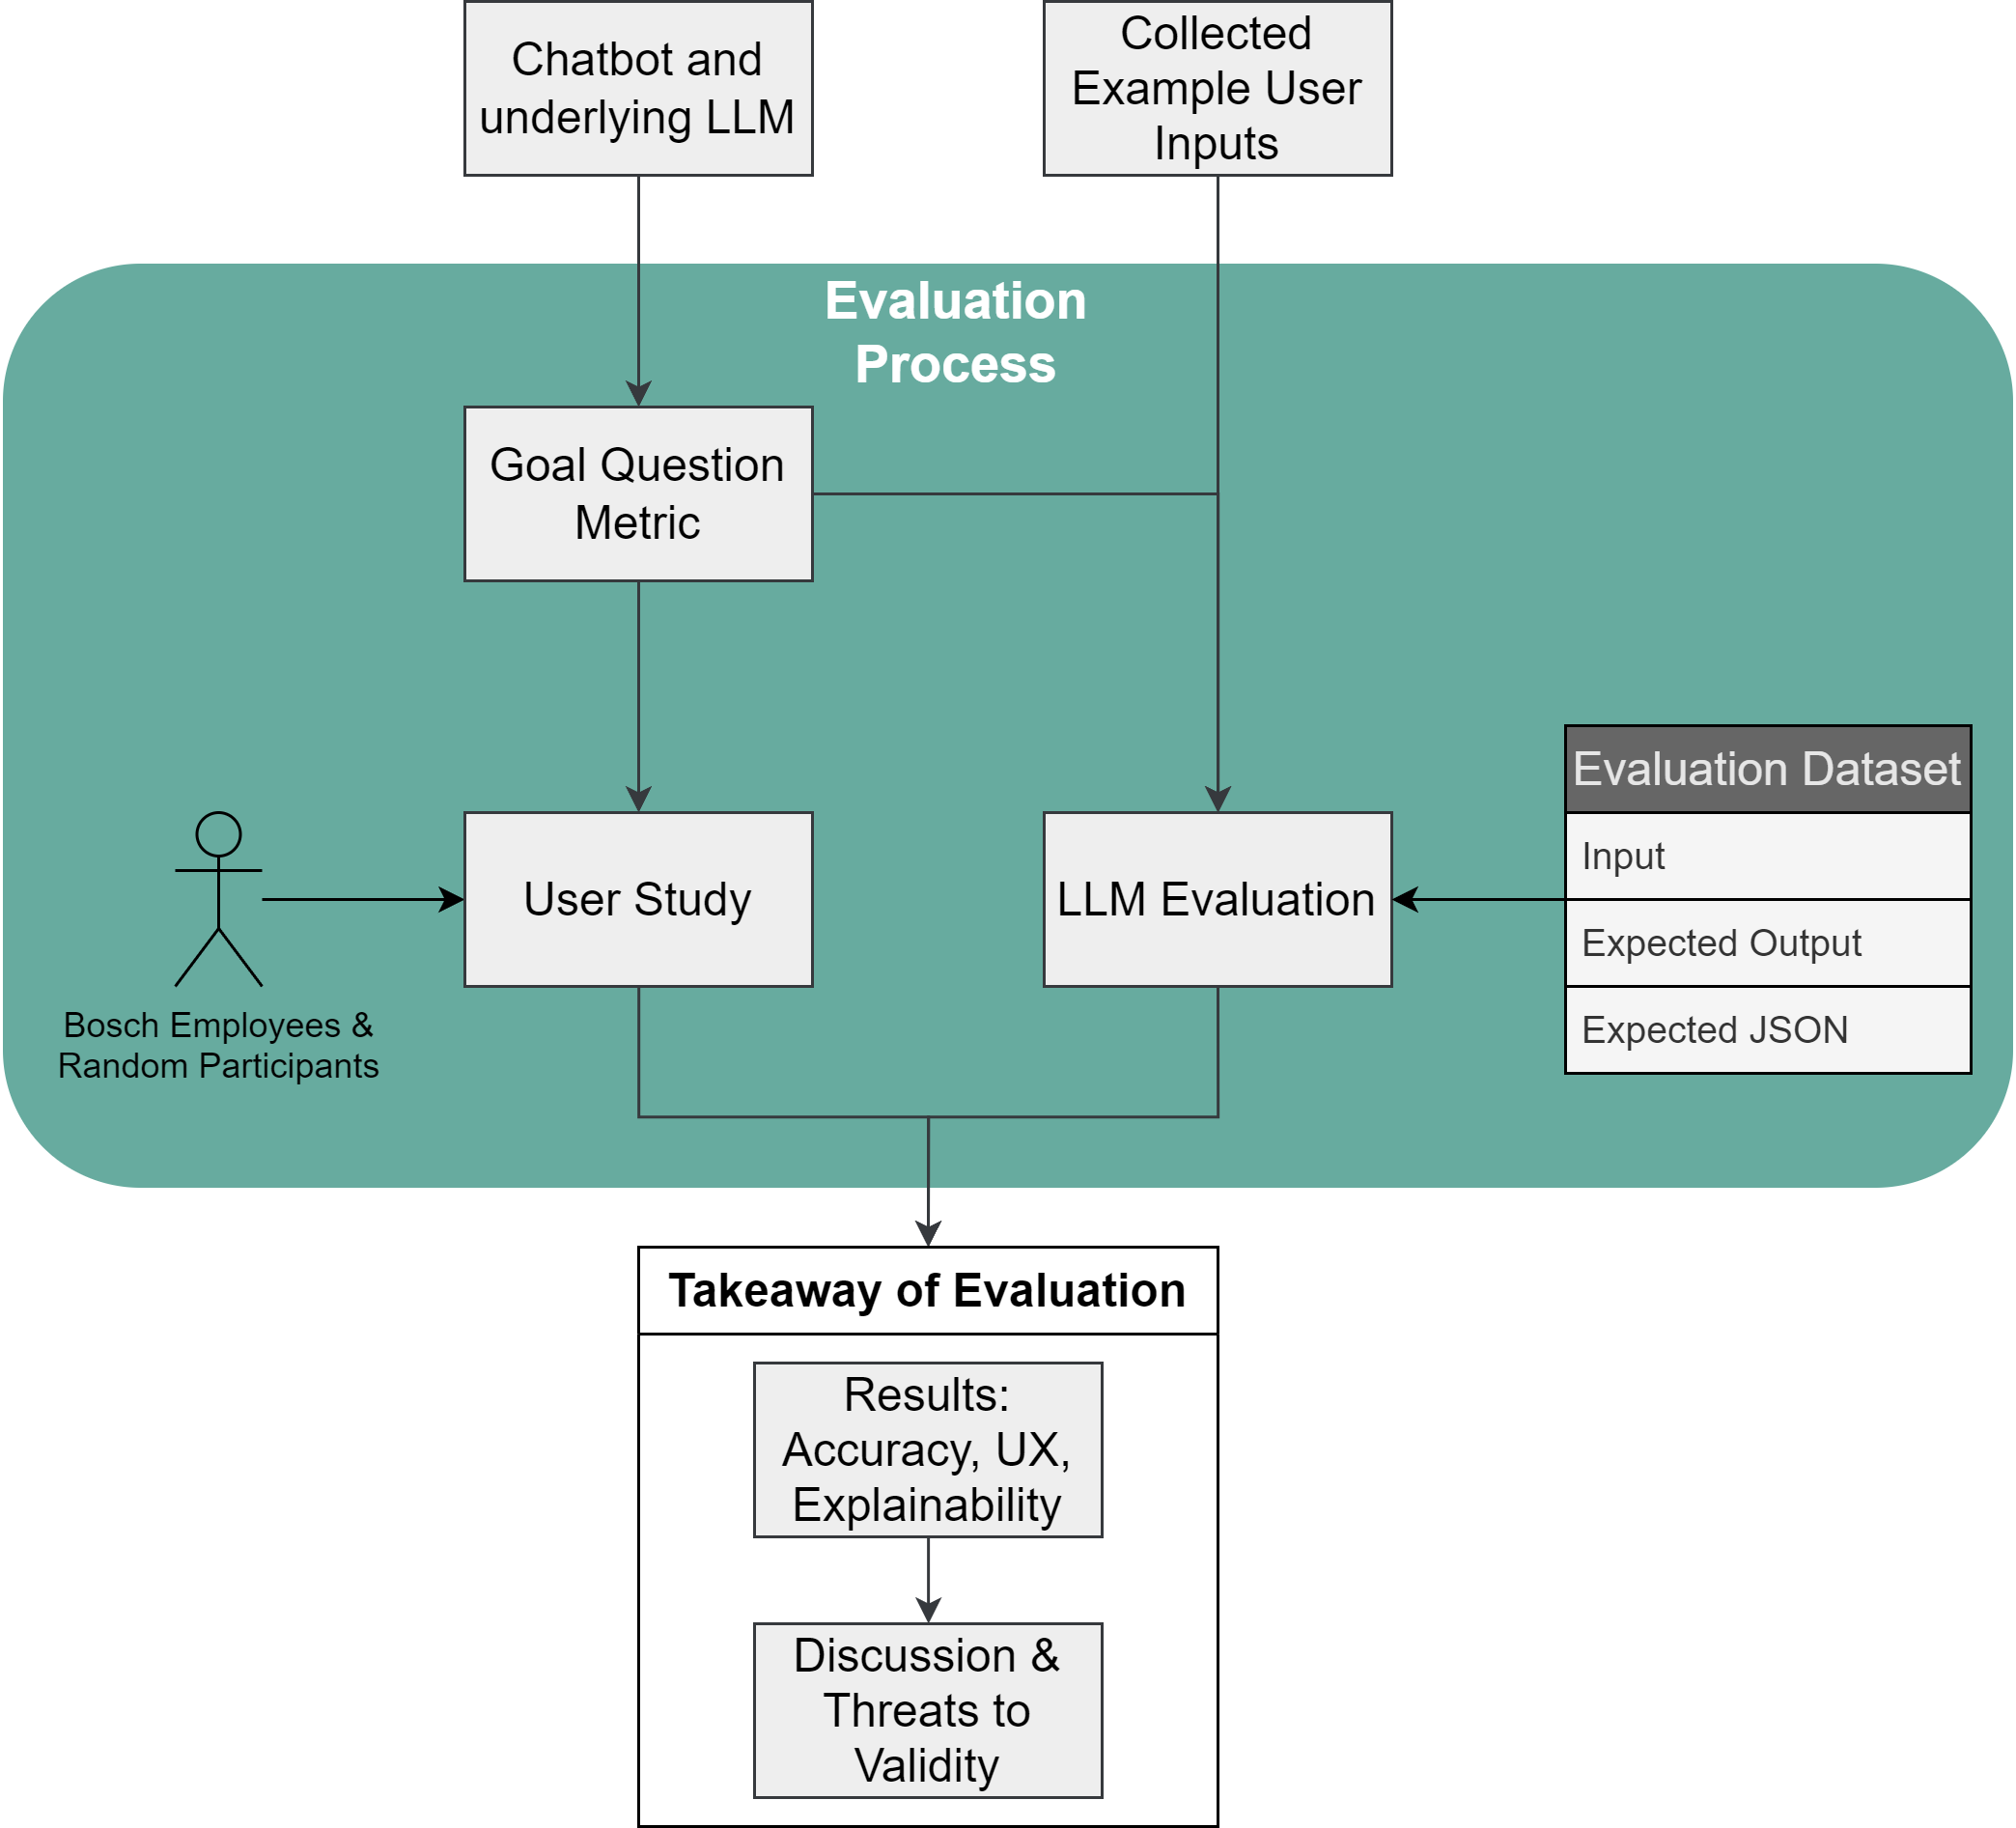 Chatbot and
underlying LLM
Collected
Example User
Inputs
Evaluation
Process
Goal Question
Metric
Evaluation Dataset
Input
Expected Output
Expected JSON
User Study
LLM Evaluation
Bosch Employees &
Random Participants
Takeaway of Evaluation
Results:
Accuracy, UX,
Explainability
Discussion &
Threats to
Validity